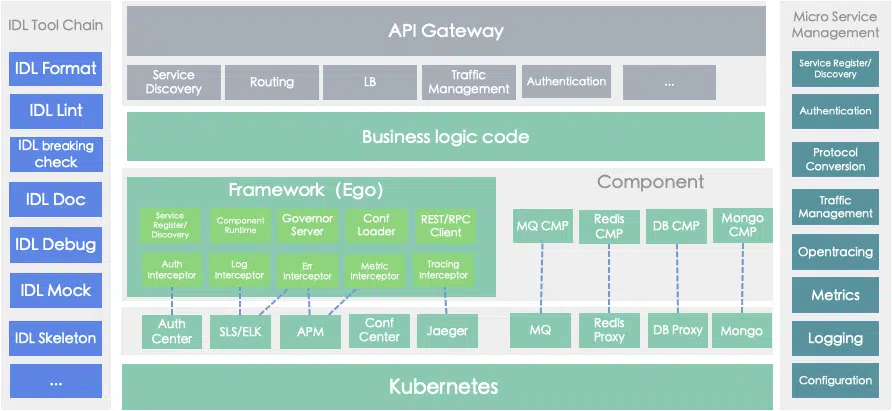 IDL Tool Chain
IDL Format
IDL Lint
IDL breaking
check
IDL Doc
IDL Debug
IDL Mock
IDL Skeleton
...
API Gateway
Service
Discovery
Routing
LB
Traffic
Management
Authentication
...
Business logic code
Framework（Ego）
Service
Register/
Discovery
Component
Runtime
Governor
Server
Conf
Loader
REST/RPC
Client
Auth
Interceptor
Log
Interceptor
Err
Interceptor
Metric
Interceptor
Tracing
Interceptor
Component
MQ CMP
Redis
CMP
DB CMP
Mongo
CMP
Auth
Center
SLS/ELK
APM
Conf
Center
Jaeger
MQ
Redis
Proxy
DB Proxy
Mongo
Kubernetes
Micro Service
Management
Service Register/
Discovery
Authentication
Protocol
Conversion
Traffic
Management
Opentracing
Metrics
Logging
Configuration